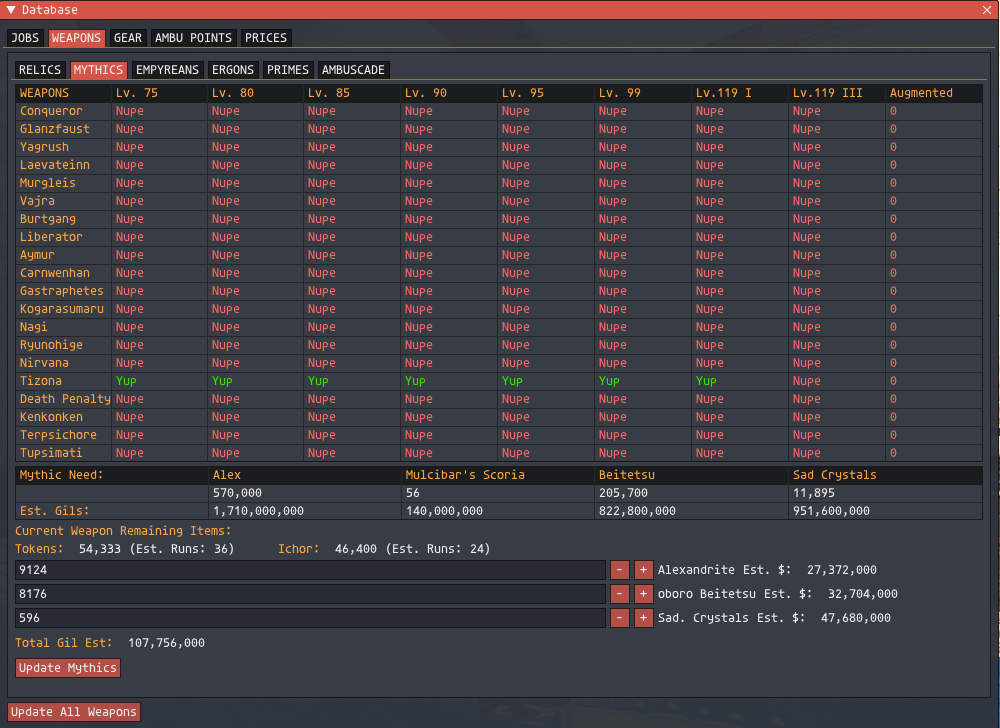 Database
JOBS WEAPONS GEAR AMBU POINTS PRICES
RELICS MYTHICS EMPYREANS ERGONS PRIMES AMBUSCADE
WEAPONS Lv. 75 Lv. 80 Lv. 85 Lv. 90 Lv. 95 Lv. 99 Lv.119 I Lv.119 III Augmented
Conqueror Nupe Nupe Nupe Nupe Nupe Nupe Nupe Nupe 0
Glanzfaust Nupe Nupe Nupe Nupe Nupe Nupe Nupe Nupe 0
Yagrush Nupe Nupe Nupe Nupe Nupe Nupe Nupe Nupe 0
Laevateinn Nupe Nupe Nupe Nupe Nupe Nupe Nupe Nupe 0
Murgleis Nupe Nupe Nupe Nupe Nupe Nupe Nupe Nupe 0
Vajra Nupe Nupe Nupe Nupe Nupe Nupe Nupe Nupe 0
Burtgang Nupe Nupe Nupe Nupe Nupe Nupe Nupe Nupe 0
Liberator Nupe Nupe Nupe Nupe Nupe Nupe Nupe Nupe 0
Aymur Nupe Nupe Nupe Nupe Nupe Nupe Nupe Nupe 0
Carnwenhan Nupe Nupe Nupe Nupe Nupe Nupe Nupe Nupe 0
Gastraphetes Nupe Nupe Nupe Nupe Nupe Nupe Nupe Nupe 0
Kogarasumaru Nupe Nupe Nupe Nupe Nupe Nupe Nupe Nupe 0
Nagi Nupe Nupe Nupe Nupe Nupe Nupe Nupe Nupe 0
Ryunohige Nupe Nupe Nupe Nupe Nupe Nupe Nupe Nupe 0
Nirvana Nupe Nupe Nupe Nupe Nupe Nupe Nupe Nupe 0
Tizona Yup Yup Yup Yup Yup Yup Yup Nupe 0
Death Penalty Nupe Nupe Nupe Nupe Nupe Nupe Nupe Nupe 0
Kenkonken Nupe Nupe Nupe Nupe Nupe Nupe Nupe Nupe 0
Terpsichore Nupe Nupe Nupe Nupe Nupe Nupe Nupe Nupe 0
Tupsimati Nupe Nupe Nupe Nupe Nupe Nupe Nupe Nupe 0
Mythic Need: Alex Mulcibar's Scoria Beitetsu Sad Crystals
570,000 56 205,700 11,895
Est. Gils: 1,710,000,000 140,000,000 822,800,000 951,600,000
Current Weapon Remaining Items:
Tokens: 54,333 (Est. Runs: 36) Ichor: 46,400 (Est. Runs: 24)
9124 - + Alexandrite Est. $: 27,372,000
8176 - + oboro Beitetsu Est. $: 32,704,000
596 - + Sad. Crystals Est. $: 47,680,000
Total Gil Est: 107,756,000
Update Mythics
Update All Weapons